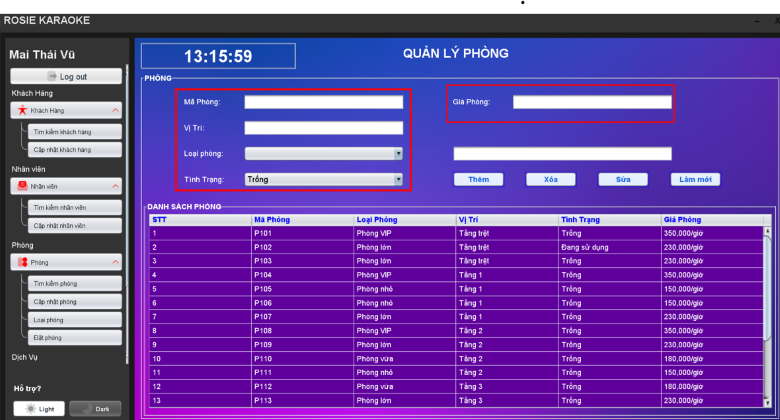 ROSIE KARAOKE
Mai Thái Vũ
Log out
Khách Hàng
Khách Hàng
Tìm kiếm khách hàng
Cập nhật khách hàng
Nhân viên
Nhân viên
Tìm kiếm nhân viên
Cập nhật nhân viên
Phòng
Phòng
Tìm kiếm phòng
Cập nhật phòng
Loại phòng
Đặt phòng
Dịch Vụ
Hỗ trợ?
Light Dark
13:15:59 QUẢN LÝ PHÒNG
PHÒNG
Mã Phòng: Giá Phòng:
Vị Trí:
Loại phòng:
Tình Trạng: Trống Thêm Xóa Sửa Làm mới
DANH SÁCH PHÒNG
STT Mã Phòng Loại Phòng Vị Trí Tình Trạng Giá Phòng
1 P101 Phòng VIP Tầng trệt Trống 350.000/giờ
2 P102 Phòng lớn Tầng trệt Đang sử dụng 230.000/giờ
3 P103 Phòng lớn Tầng trệt Trống 230.000/giờ
4 P104 Phòng VIP Tầng 1 Trống 350.000/giờ
5 P105 Phòng nhỏ Tầng 1 Trống 150.000/giờ
6 P106 Phòng nhỏ Tầng 1 Trống 150.000/giờ
7 P107 Phòng lớn Tầng 1 Trống 230.000/giờ
8 P108 Phòng VIP Tầng 2 Trống 350.000/giờ
9 P109 Phòng lớn Tầng 2 Trống 230.000/giờ
10 P110 Phòng vừa Tầng 2 Trống 180.000/giờ
11 P111 Phòng nhỏ Tầng 2 Trống 150.000/giờ
12 P112 Phòng vừa Tầng 3 Trống 180.000/giờ
13 P113 Phòng lớn Tầng 3 Trống 230.000/giờ